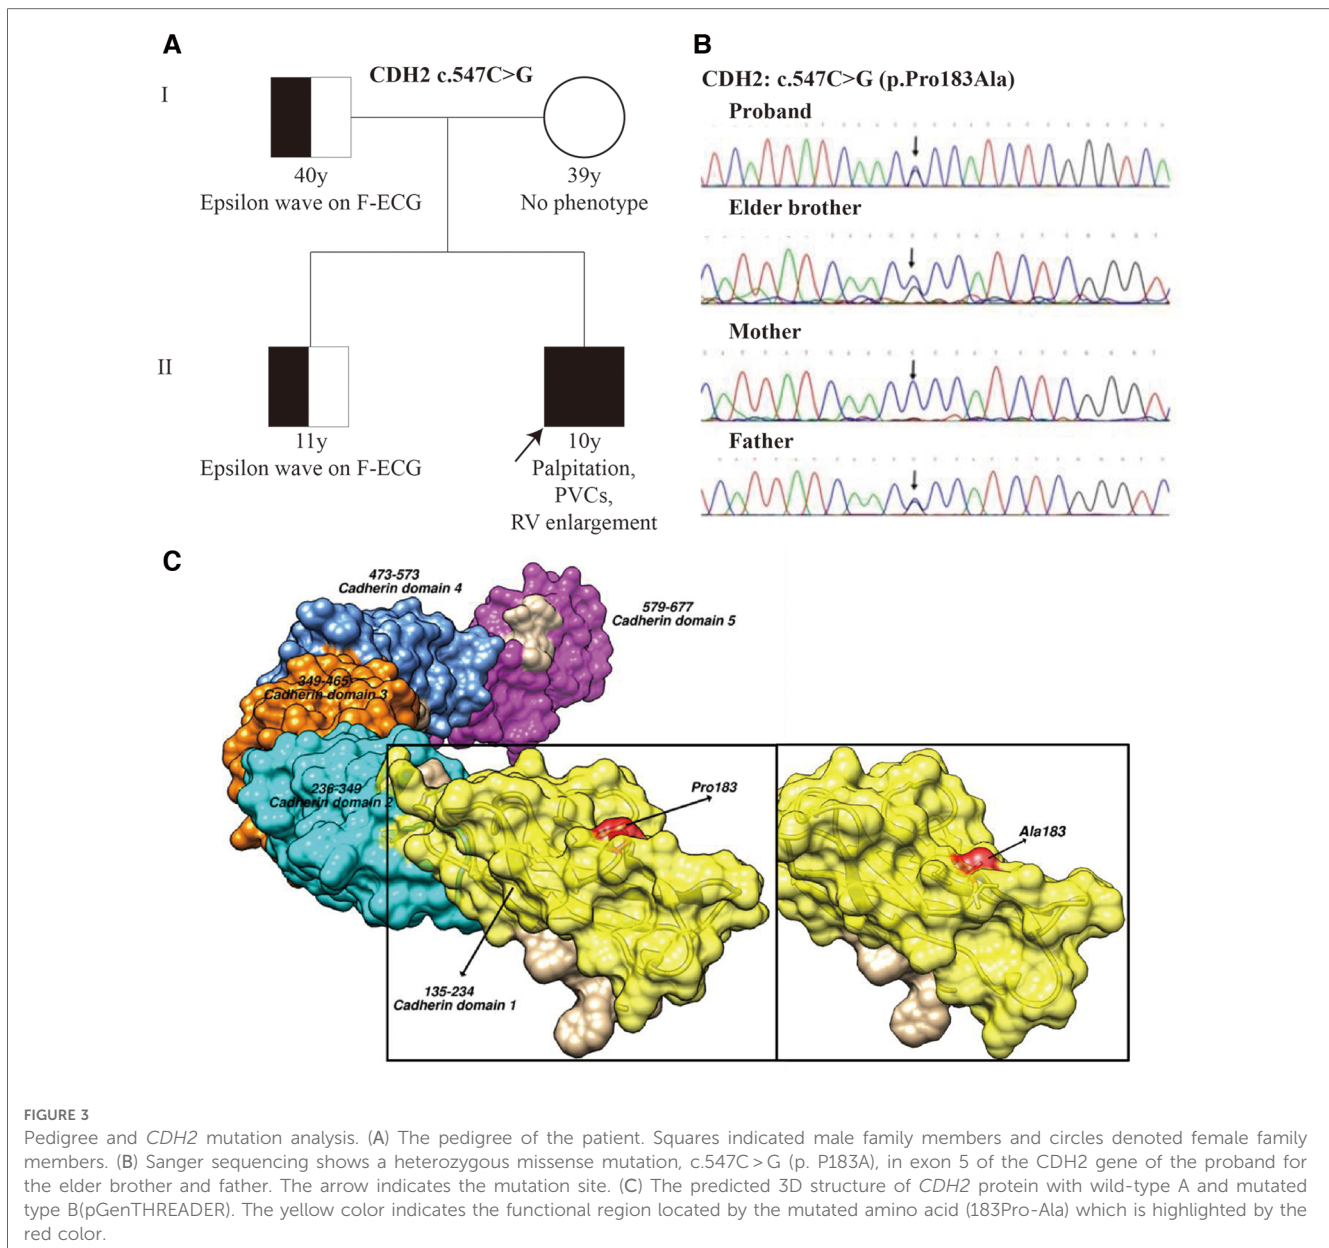 A
CDH2 c.547C>G
I
40y
Epsilon wave on F-ECG
39y
No phenotype
II
11y
Epsilon wave on F-ECG
10y
Palpitation,
PVCs,
RV enlargement
B
CDH2: c.547C>G (p.Pro183Ala)
Proband
Elder brother
Mother
Father
C
473-573
Cadherin domain 4
579-677
Cadherin domain 5
349-465
Cadherin domain 3
236-349
Cadherin domain 2
Pro183
Ala183
135-234
Cadherin domain 1
FIGURE 3
Pedigree and CDH2 mutation analysis. (A) The pedigree of the patient. Squares indicated male family members and circles denoted female family
members. (B) Sanger sequencing shows a heterozygous missense mutation, c.547C > G (p. P183A), in exon 5 of the CDH2 gene of the proband for
the elder brother and father. The arrow indicates the mutation site. (C) The predicted 3D structure of CDH2 protein with wild-type A and mutated
type B(pGenTHREADER). The yellow color indicates the functional region located by the mutated amino acid (183Pro-Ala) which is highlighted by the
red color.